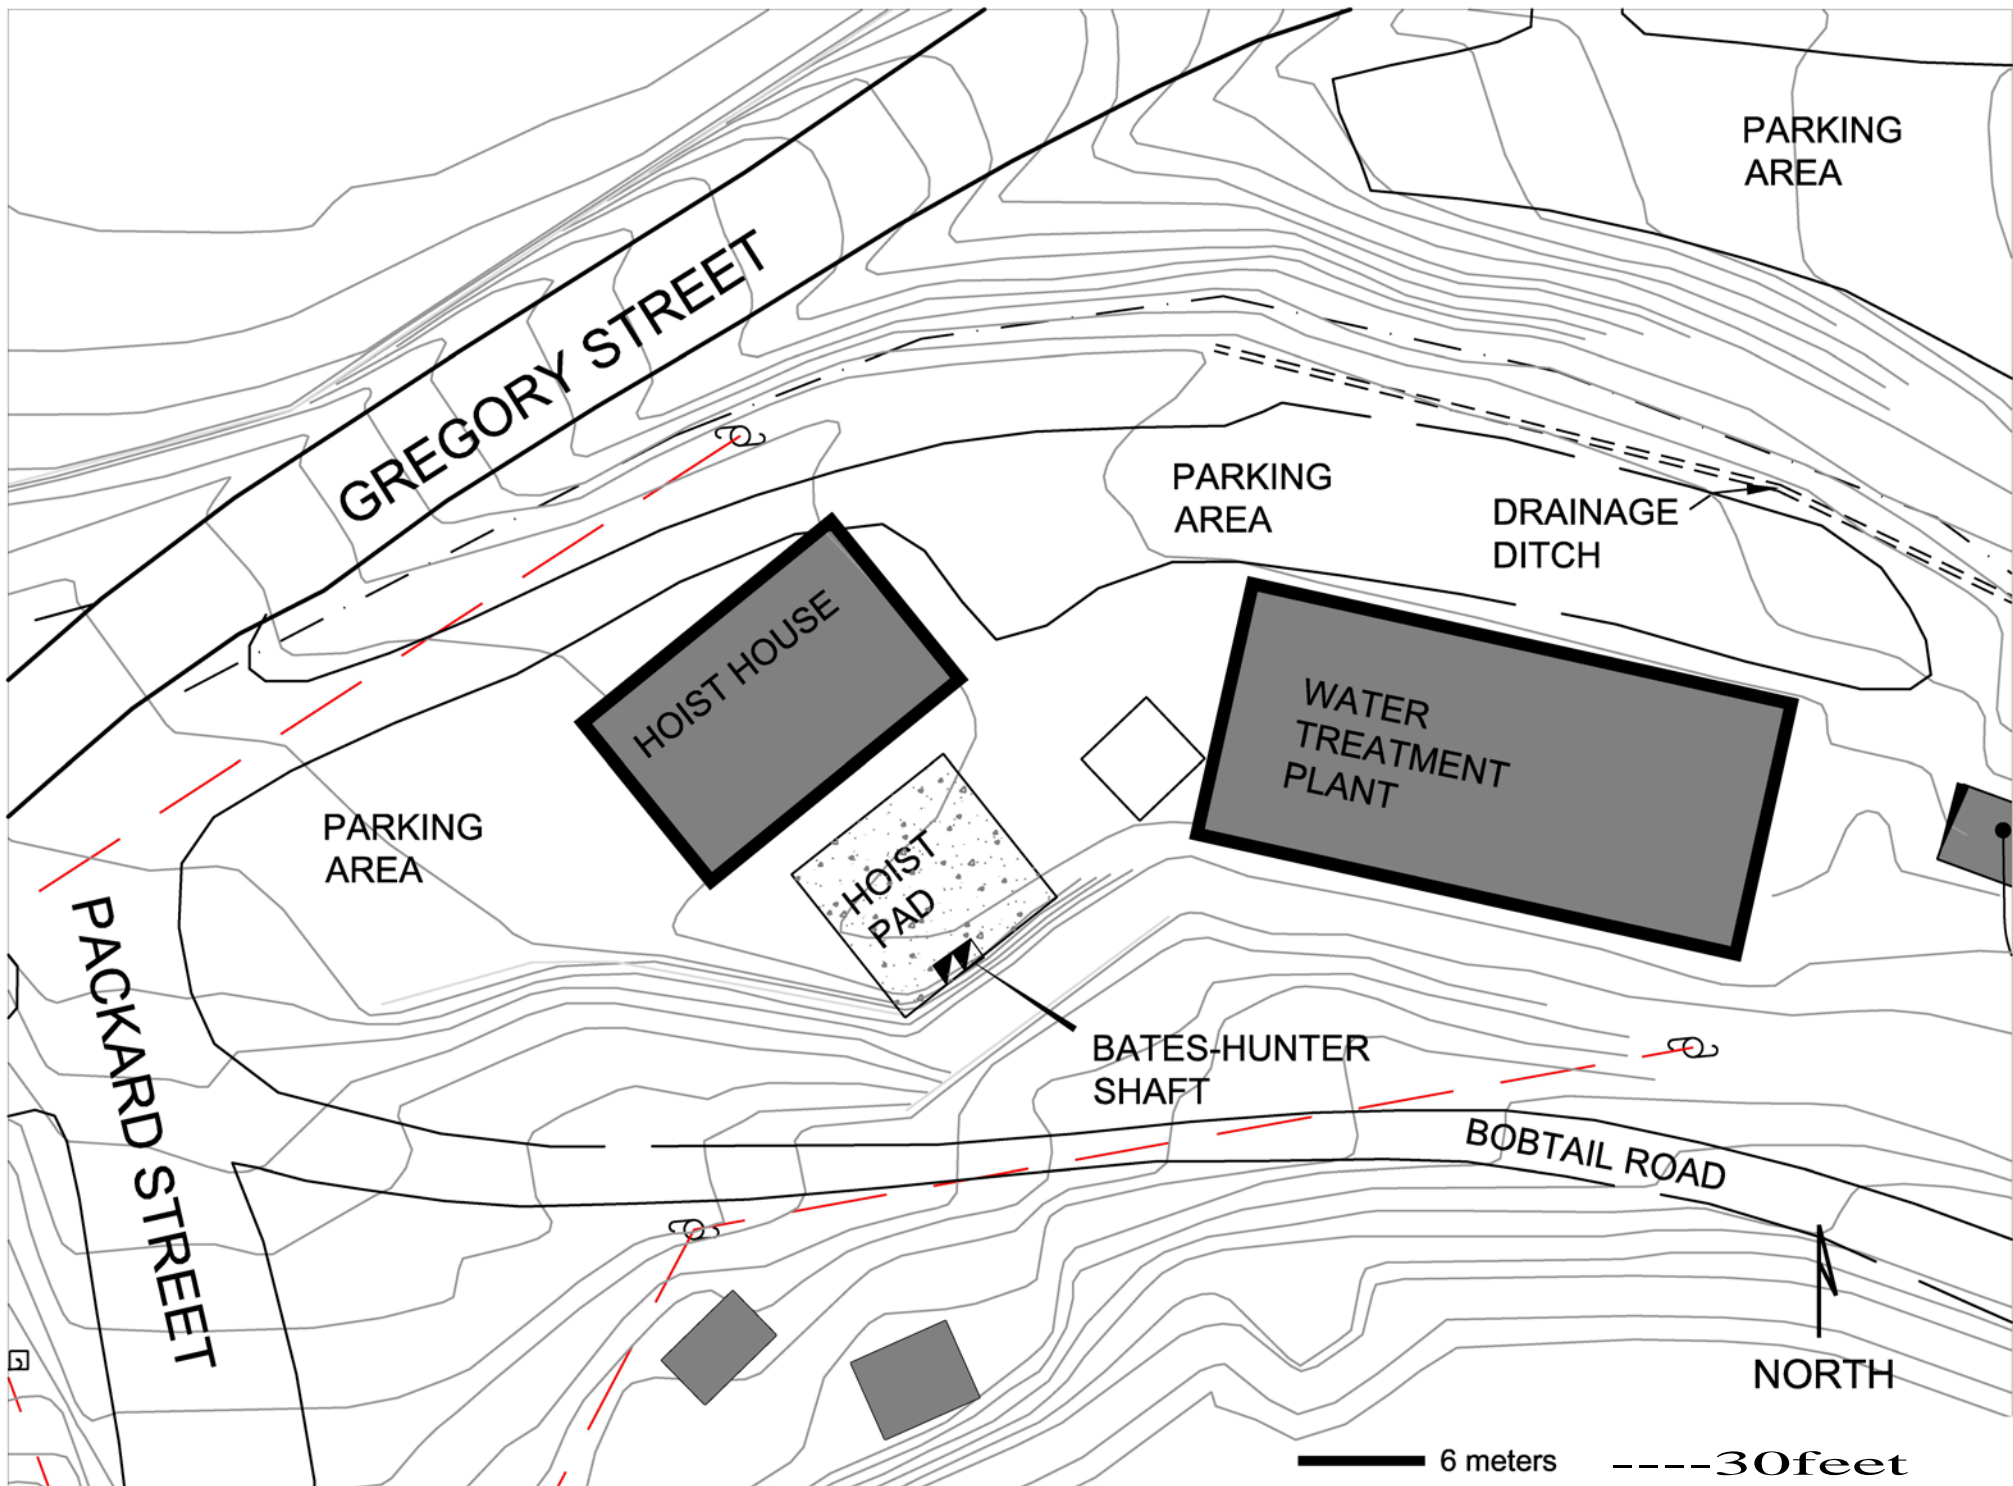 PARKING
AREA
GREGORY STREET
PARKING
AREA
DRAINAGE
DITCH
HOIST HOUSE
WATER
TREATMENT
PLANT
PARKING
AREA
HOIST
PAD
PACKARD STREET
BATES-HUNTER
SHAFT
BOBTAIL ROAD
NORTH
6 meters
----30feet